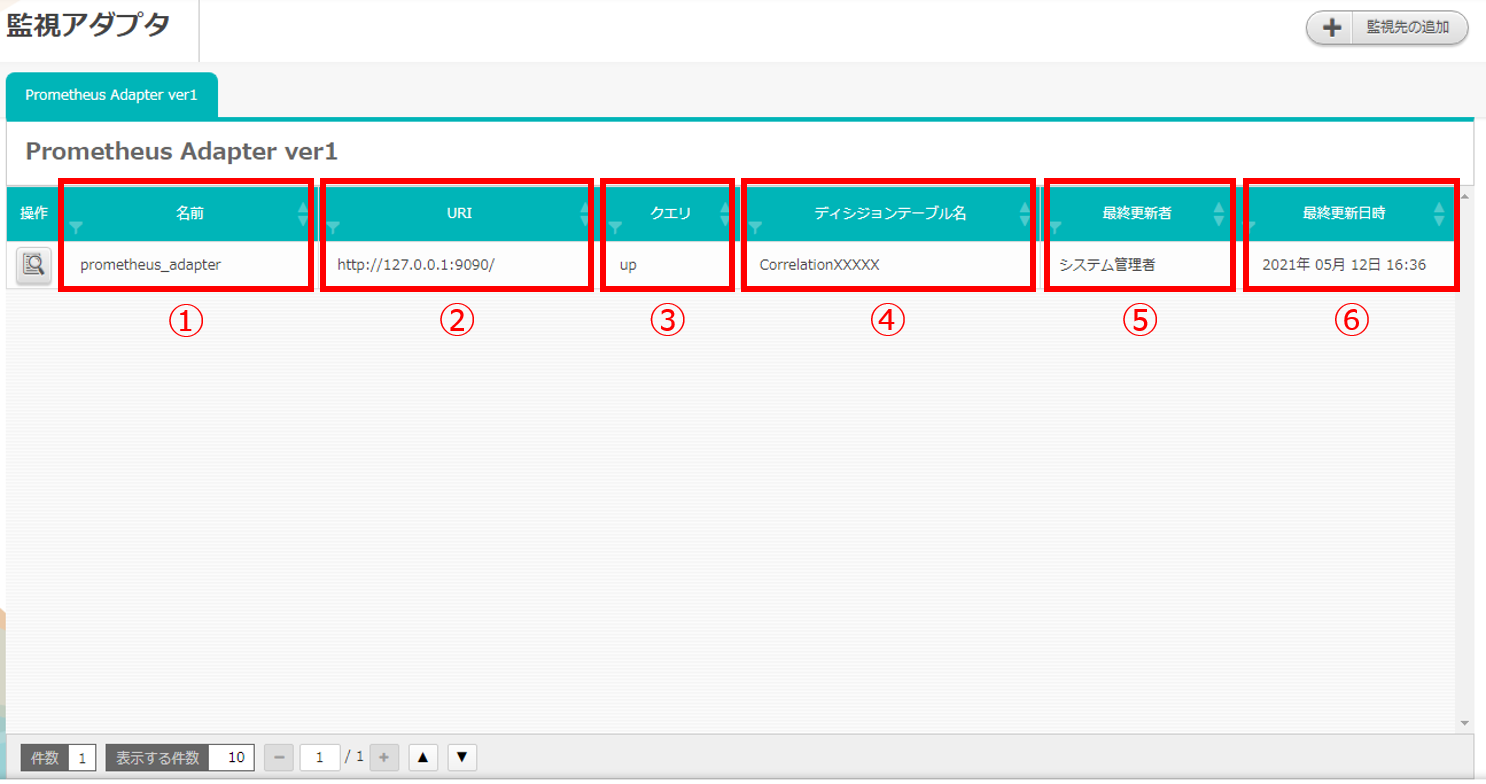 監視アダプタ
監視先の追加
Prometheus Adapter ver1
Prometheus Adapter ver1
操作 名前 URI クエリ ディシジョンテーブル名 最終更新者 最終更新日時
prometheus_adapter http://127.0.0.1:9090/ up CorrelationXXXXX システム管理者 2021年 05月 12日 16:36
① ② ③ ④ ⑤ ⑥
件数 1 表示する件数 10 − 1 / 1 + ▲ ▼